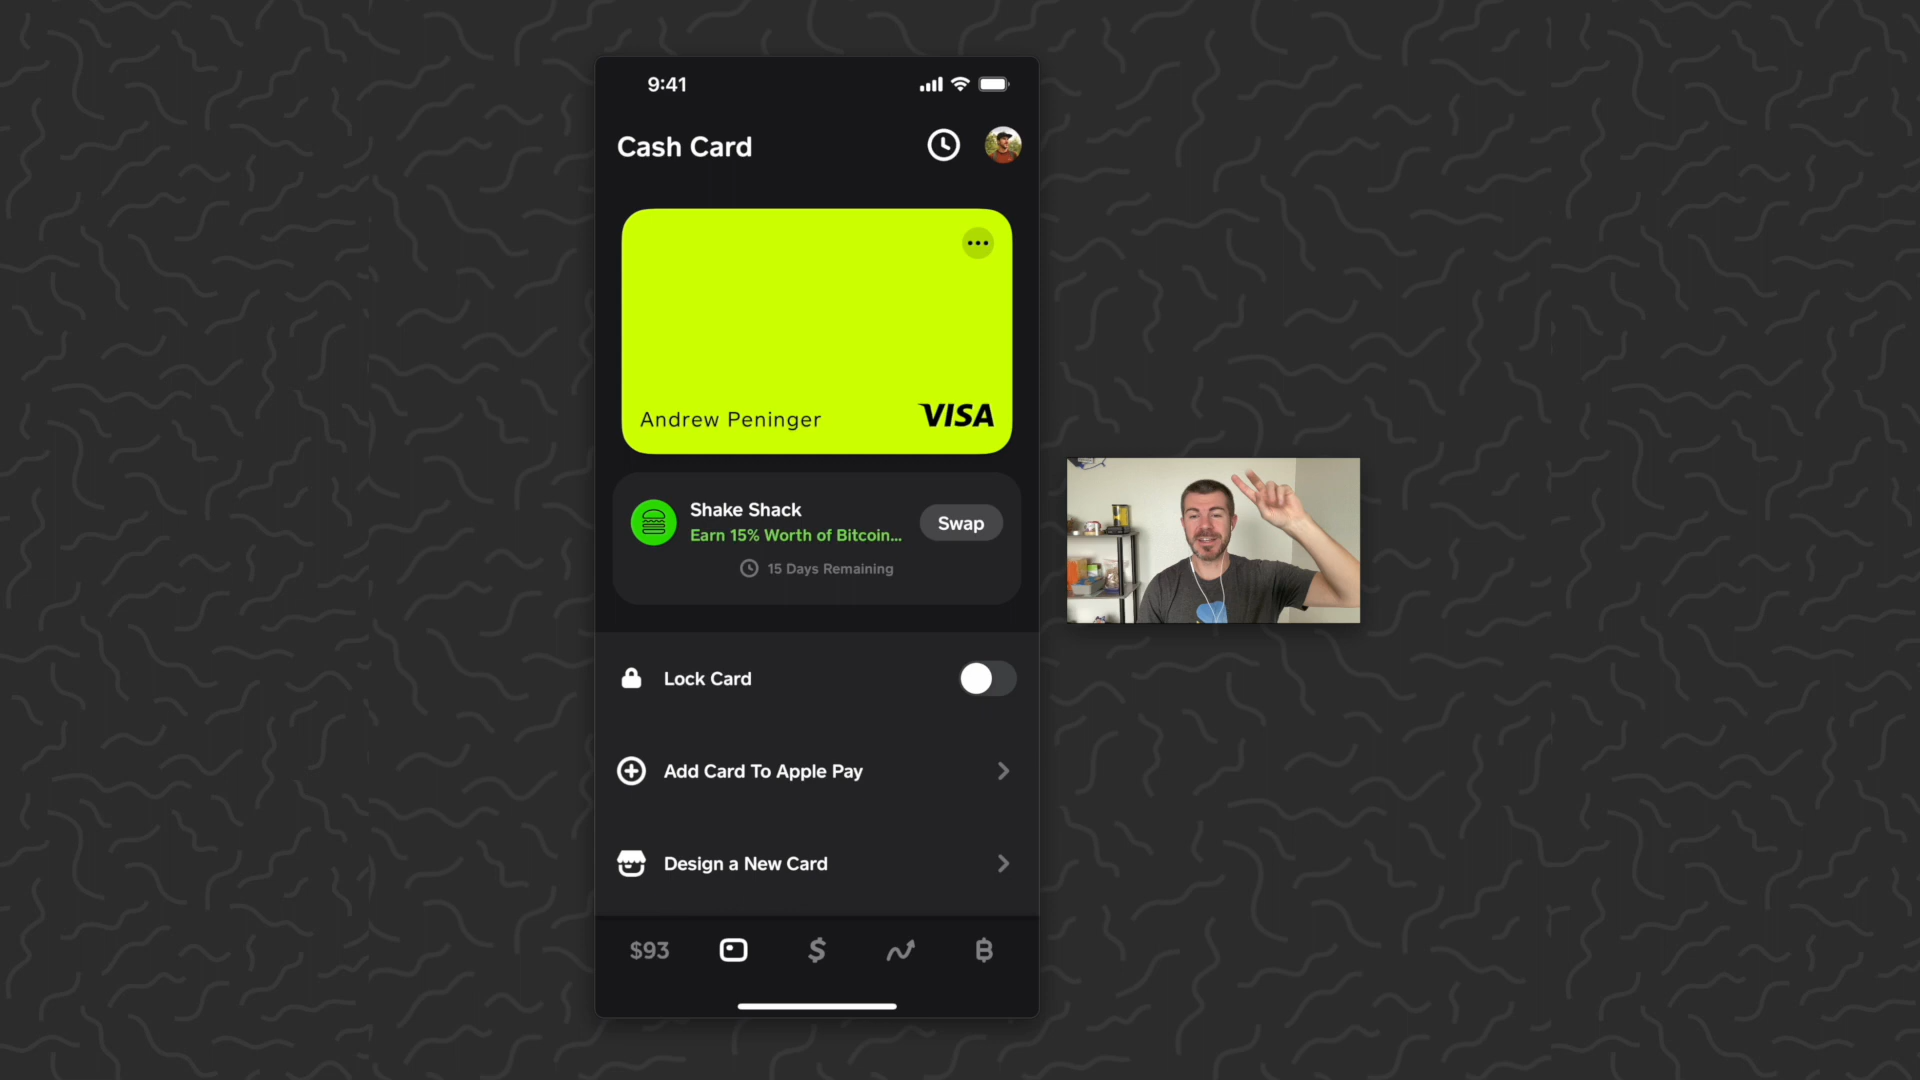 9:41
Cash Card
Andrew Peninger
VISA
Shake Shack
Earn 15% Worth of Bitcoin...
Swap
15 Days Remaining
Lock Card
Add Card To Apple Pay
Design a New Card
$93